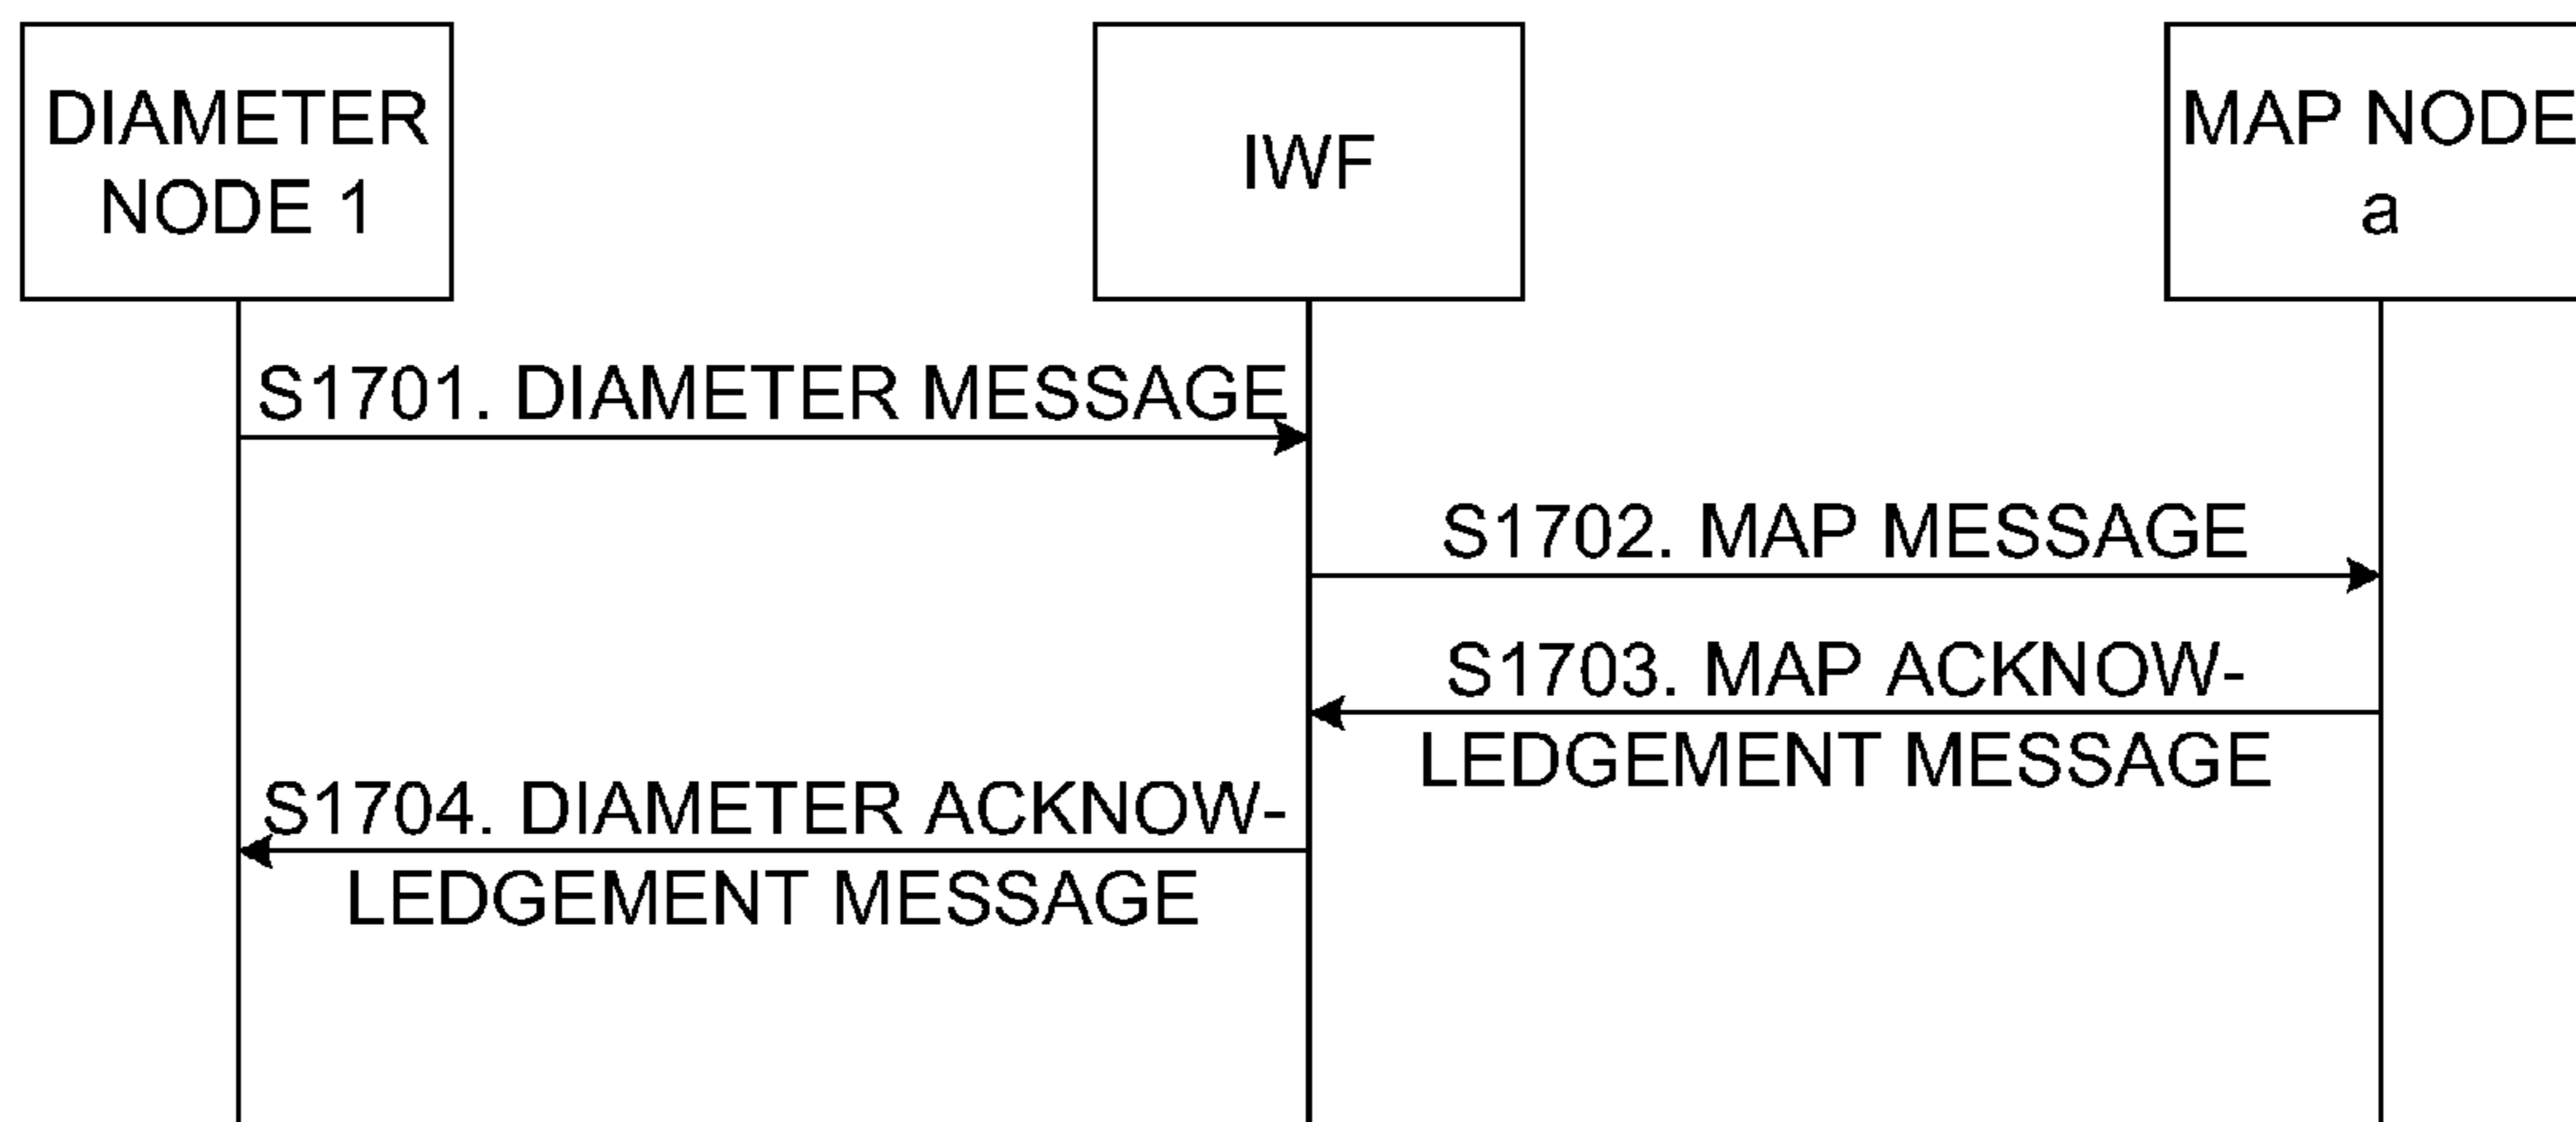 DIAMETER
NODE 1
IWF
MAP NODE
a
S1701. DIAMETER MESSAGE
S1702. MAP MESSAGE
S1703. MAP ACKNOW-
LEDGEMENT MESSAGE
S1704. DIAMETER ACKNOW-
LEDGEMENT MESSAGE